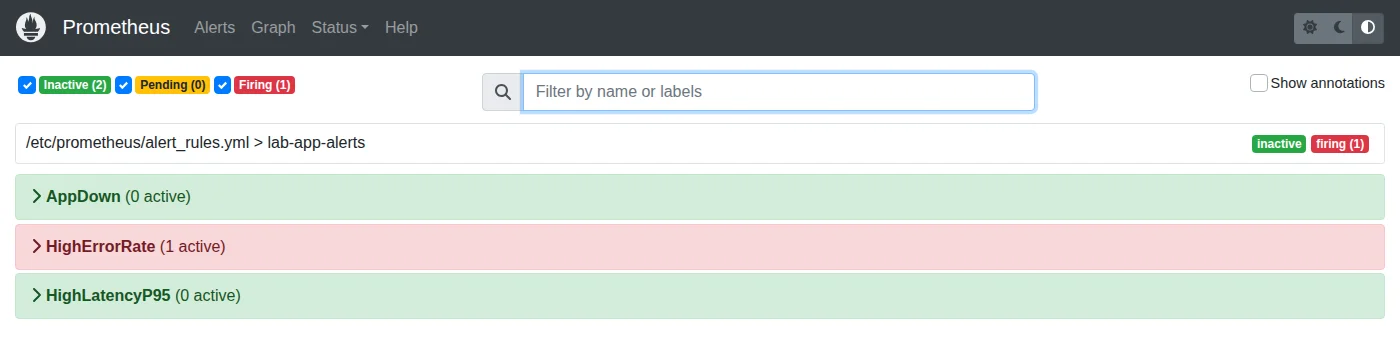 Prometheus Alerts Graph Status Help
Inactive (2) Pending (0) Firing (1) Filter by name or labels Show annotations
/etc/prometheus/alert_rules.yml > lab-app-alerts inactive firing (1)
AppDown (0 active)
HighErrorRate (1 active)
HighLatencyP95 (0 active)